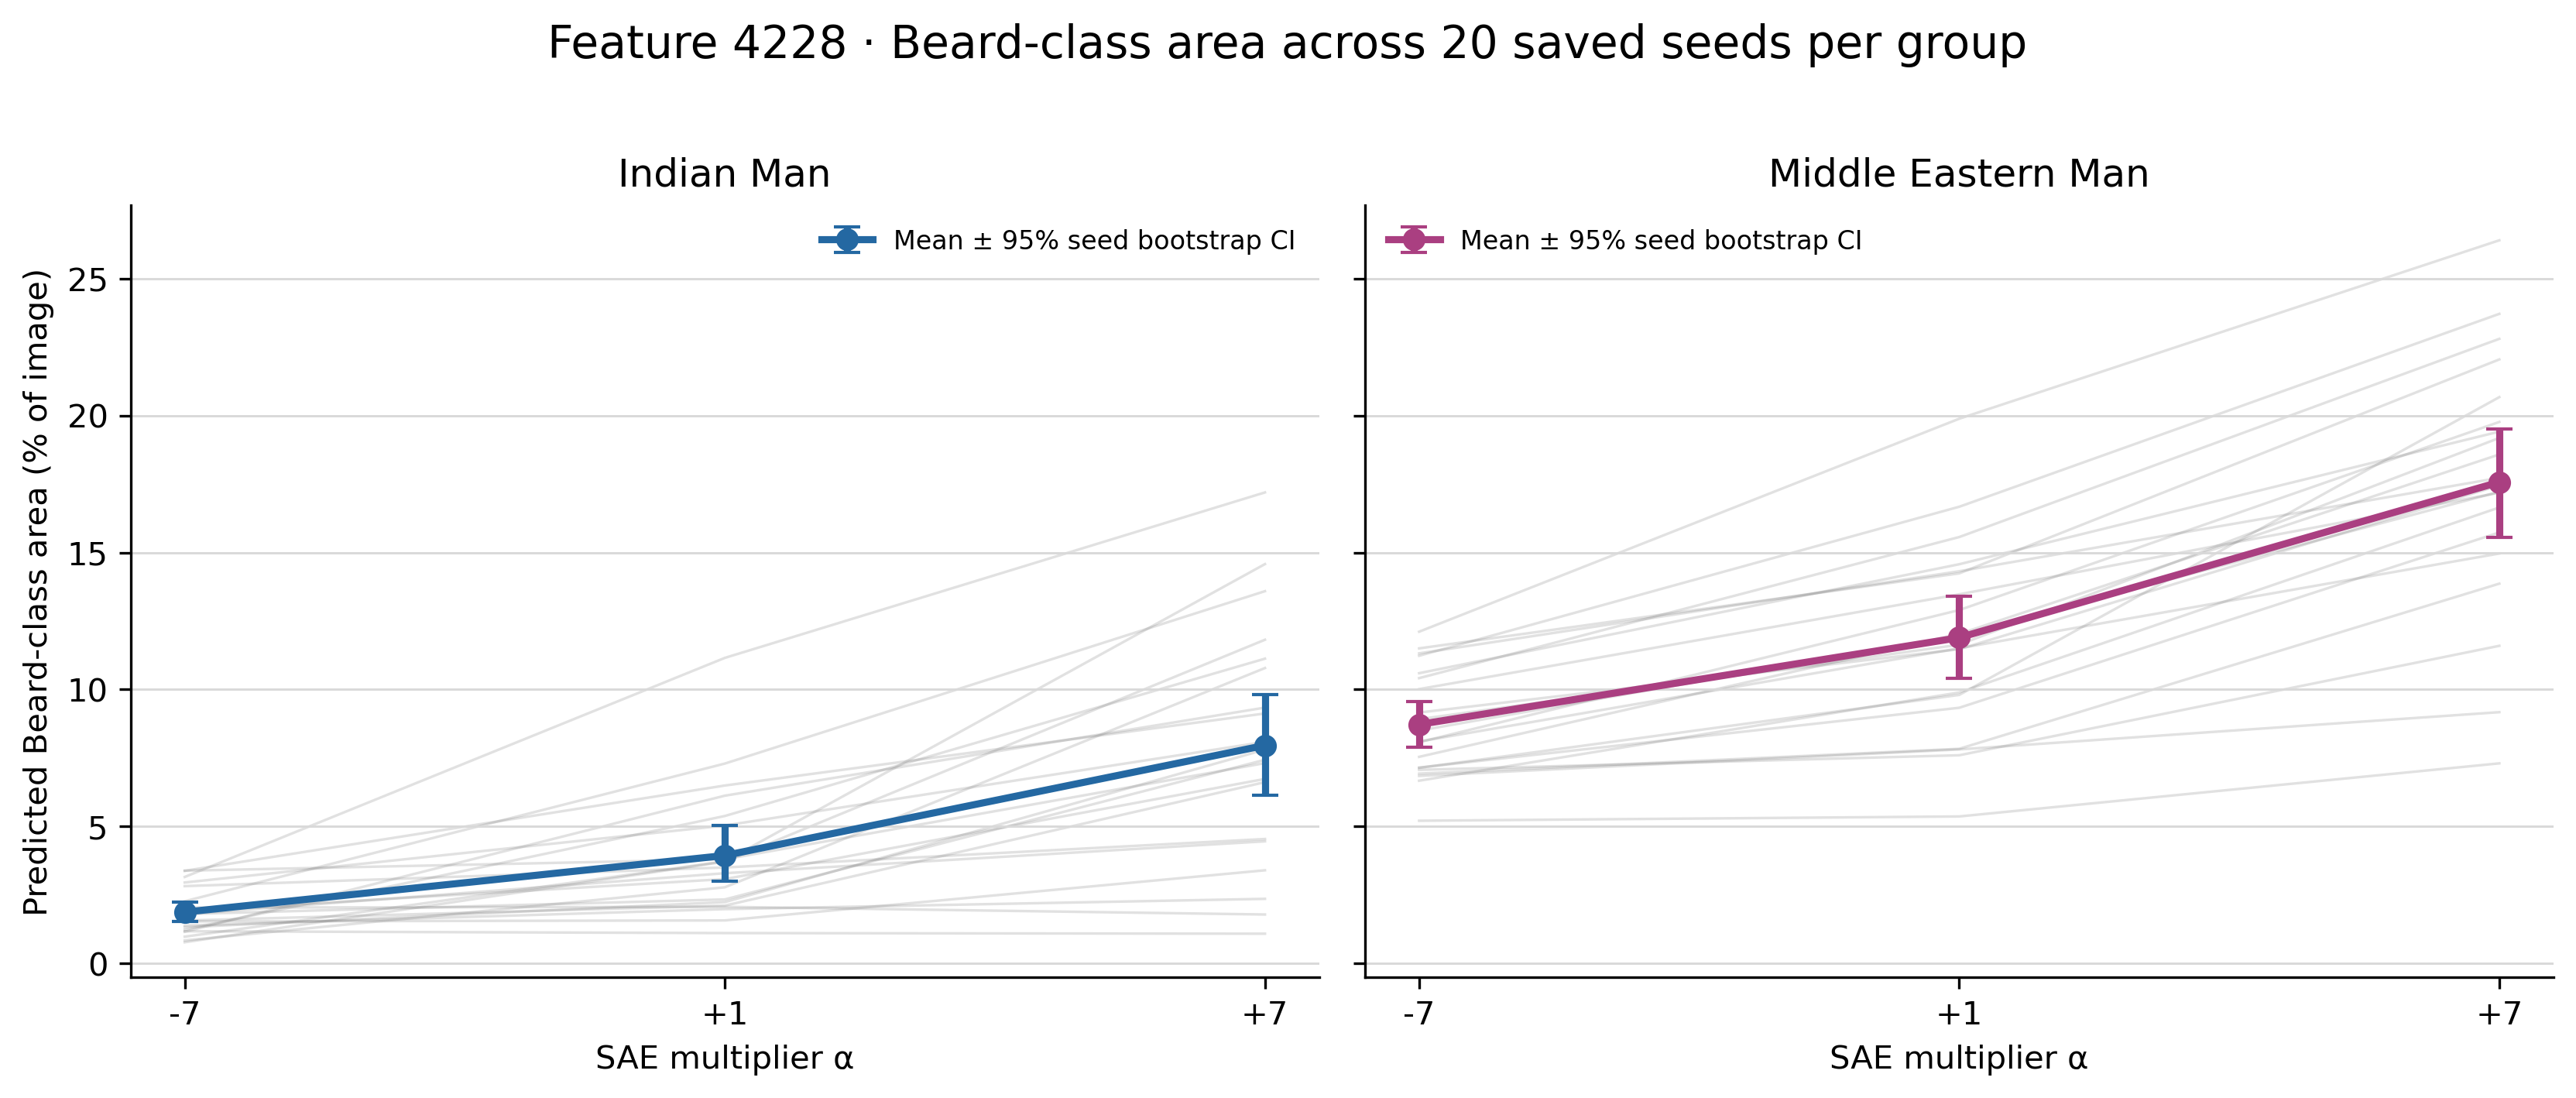 Feature 4228 · Beard-class area across 20 saved seeds per group
Indian Man
Middle Eastern Man
Mean ± 95% seed bootstrap CI
Mean ± 95% seed bootstrap CI
Predicted Beard-class area (% of image)
25
20
15
10
5
0
-7
+1
+7
-7
+1
+7
SAE multiplier α
SAE multiplier α